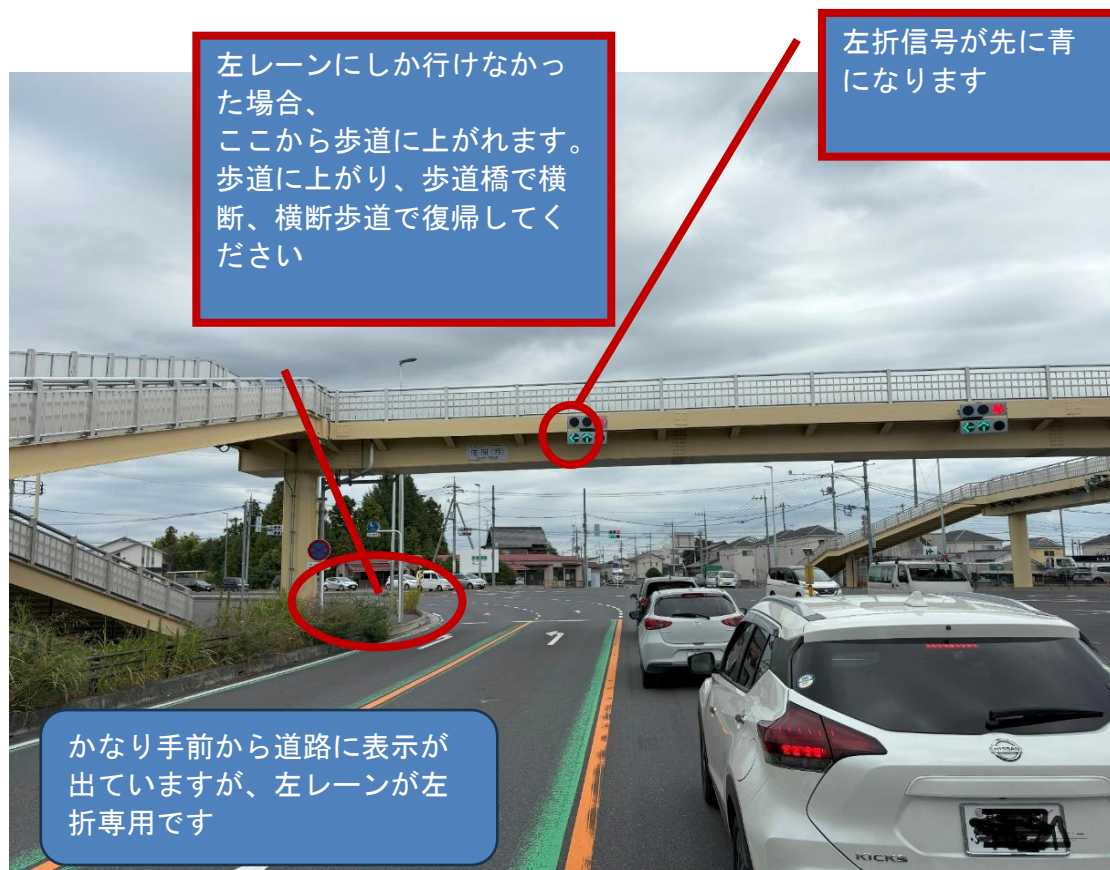 左レーンにしか行けなかっ
た場合、
ここから歩道に上がれます。
歩道に上がり、歩道橋で横
断、横断歩道で復帰してく
ださい
左折信号が先に青
になります
かなり手前から道路に表示が
出ていますが、左レーンが左
折専用です
NISSAN
KICKS